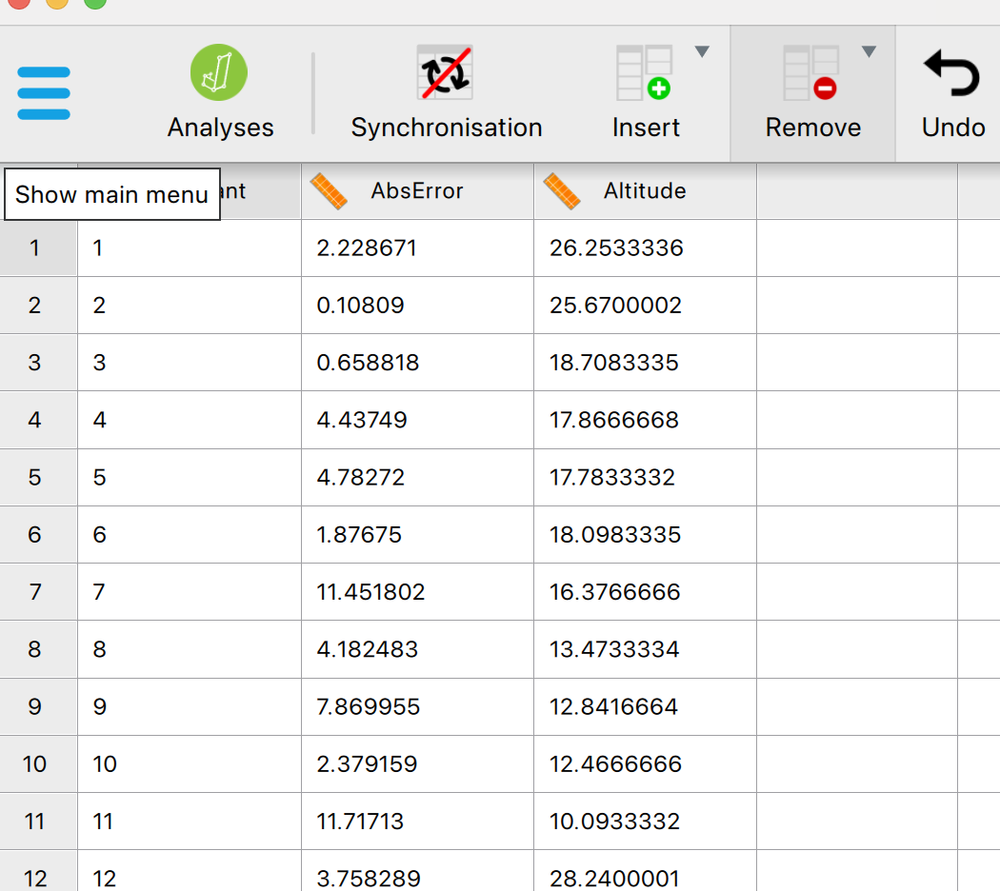 Analyses Synchronisation Insert Remove Undo
Show main menu AbsError Altitude
1 1 2.228671 26.2533336
2 2 0.10809 25.6700002
3 3 0.658818 18.7083335
4 4 4.43749 17.8666668
5 5 4.78272 17.7833332
6 6 1.87675 18.0983335
7 7 11.451802 16.3766666
8 8 4.182483 13.4733334
9 9 7.869955 12.8416664
10 10 2.379159 12.4666666
11 11 11.71713 10.0933332
12 12 3.758289 28.2400001